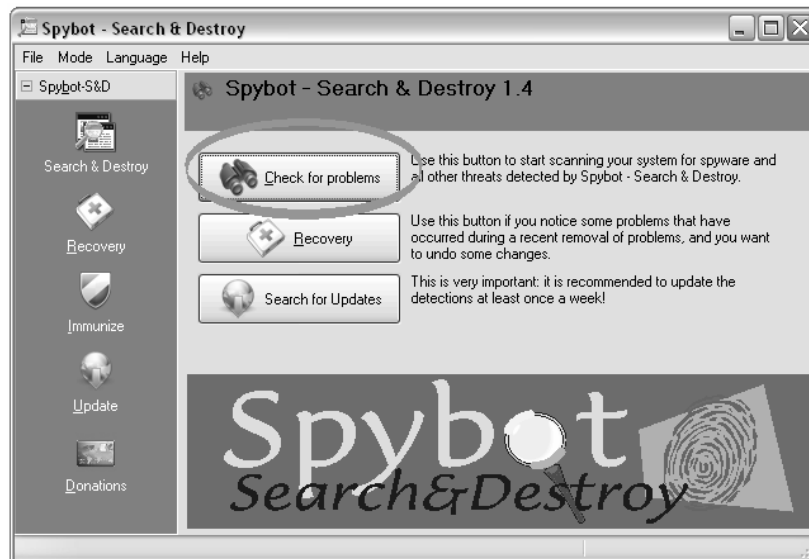 Spybot - Search & Destroy
File Mode Language Help
Spybot-S&D
Search & Destroy
Recovery
Immunize
Update
Donations
Spybot - Search & Destroy 1.4
Check for problems
Use this button to start scanning your system for spyware and
all other threats detected by Spybot - Search & Destroy.
Recovery
Use this button if you notice some problems that have
occurred during a recent removal of problems, and you want
to undo some changes.
Search for Updates
This is very important: it is recommended to update the
detections at least once a week!
Spybot
Search&Destroy